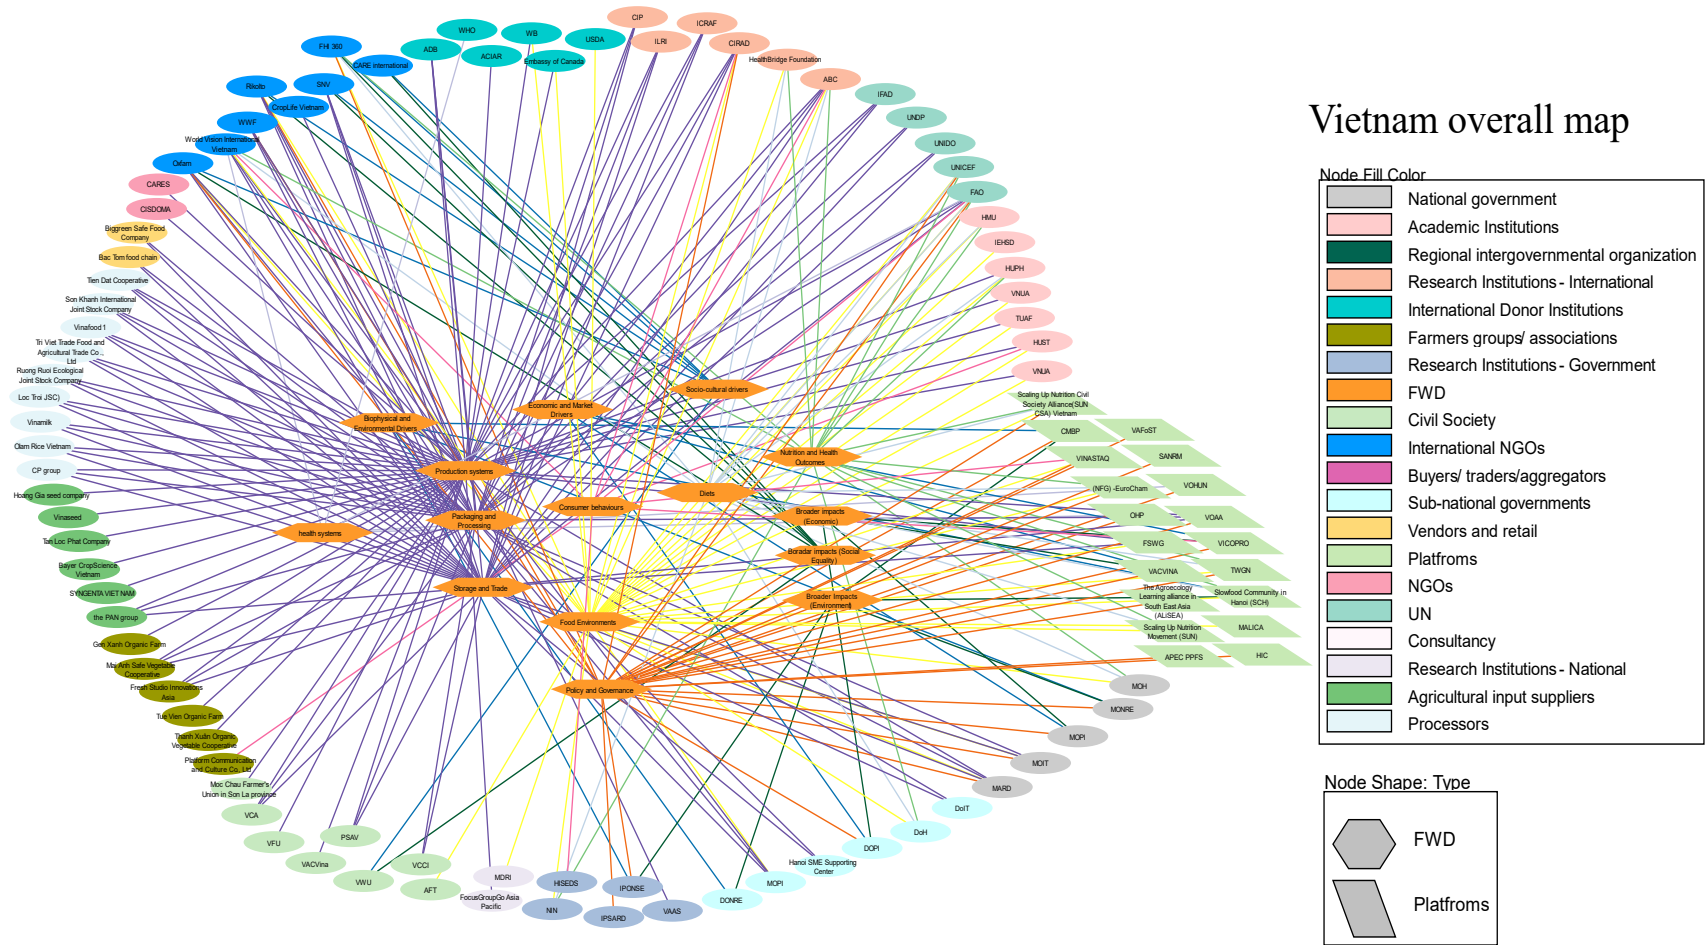 Vietnam overall map
Node Fill Color
National government
Academic Institutions
Regional intergovernmental organization
Research Institutions - International
International Donor Institutions
Farmers groups/ associations
Research Institutions - Government
FWD
Civil Society
International NGOs
Buyers/ traders/aggregators
Sub-national governments
Vendors and retail
Platfroms
NGOs
UN
Consultancy
Research Institutions - National
Agricultural input suppliers
Processors
Node Shape: Type
FWD
Platfroms
CIP
ICRAF
ILRI
CIRAD
HealthBridge Foundation
ABC
IFAD
UNDP
UNIDO
UNICEF
FAO
HMU
IEHSD
HUPH
VNUA
TUAF
HUST
VNUA
Scaling Up Nutrition Civil
Society Alliance(SUN
CSA) Vietnam
CMBP
VAFoST
VINASTAQ
SANRM
(NFG) -EuroCham
VOHUN
OHP
VOAA
FSWG
VICOPRO
VACVINA
TWGN
The Agroecology
Learning alliance in
South East Asia
(ALiSEA)
Slowfood Community in
Hanoi (SCH)
Scaling Up Nutrition
Movement (SUN)
MALICA
APEC PPFS
HIC
MOH
MONRE
MOPI
MOIT
MARD
DoIT
DoH
DOPI
Hanoi SME Supporting
Center
MOPI
DONRE
VAAS
IPONSE
IPSARD
HISEDS
NIN
MDRI
FocusGroupGo Asia
Pacific
VCCI
AFT
PSAV
VWU
VACVina
VFU
VCA
Moc Chau Farmer's
Union in Son La province
Platform Communication
and Culture Co, Ltd
Thanh Xuân Organic
Vegetable Cooperative
Tue Vien Organic Farm
Fresh Studio Innovations
Asia
Mai Anh Safe Vegetable
Cooperative
Gen Xanh Organic Farm
the PAN group
SYNGENTA VIET NAM
Bayer CropScience
Vietnam
Tan Loc Phat Company
Vinaseed
Hoang Gia seed company
CP group
Olam Rice Vietnam
Vinamilk
Loc Troi JSC)
Ruong Ruoi Ecological
Joint Stock Company
Tri Viet Trade Food and
Agricultural Trade Co.,
Ltd
Vinafood 1
Son Khanh International
Joint Stock Company
Tien Dat Cooperative
Bac Tom food chain
Biggreen Safe Food
Company
CISDOMA
CARES
Oxfam
World Vision International
Vietnam
WWF
CropLife Vietnam
Rikolto
SNV
CARE international
FHI 360
ADB
WHO
ACIAR
WB
Embassy of Canada
USDA
Socio-cultural drivers
Economic and Market
Drivers
Biophysical and
Environmental Drivers
Nutrition and Health
Outcomes
Production systems
Diets
Consumer behaviours
Packaging and
Processing
Broader impacts
(Economic)
health systems
Boradar impacts (Social
Equality)
Storage and Trade
Broader Impacts
(Environment)
Food Environments
Policy and Governance